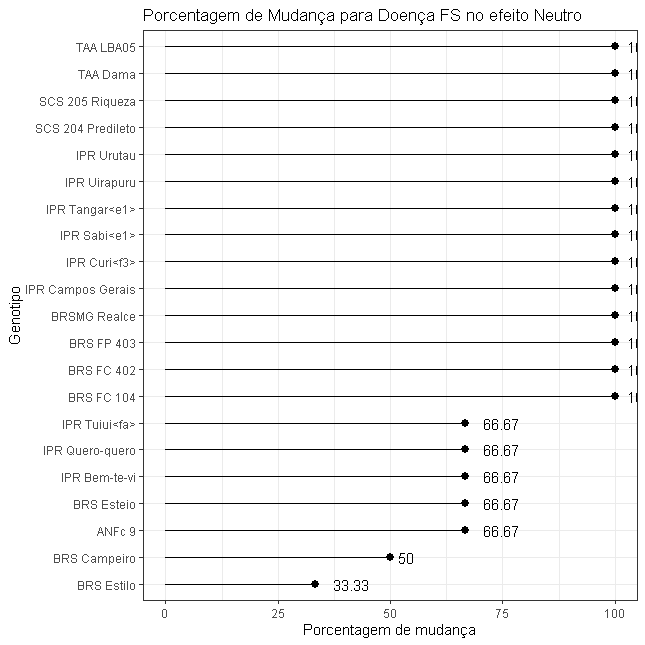 Porcentagem de Mudança para Doença FS no efeito Neutro
Genotipo
TAA LBA05
TAA Dama
SCS 205 Riqueza
SCS 204 Predileto
IPR Urutau
IPR Uirapuru
IPR Tangar<e1>
IPR Sabi<e1>
IPR Curi<f3>
IPR Campos Gerais
BRSMG Realce
BRS FP 403
BRS FC 402
BRS FC 104
IPR Tuiui<fa> 66.67
IPR Quero-quero 66.67
IPR Bem-te-vi 66.67
BRS Esteio 66.67
ANFc 9 66.67
BRS Campeiro 50
BRS Estilo 33.33
0 25 50 75 100
Porcentagem de mudança